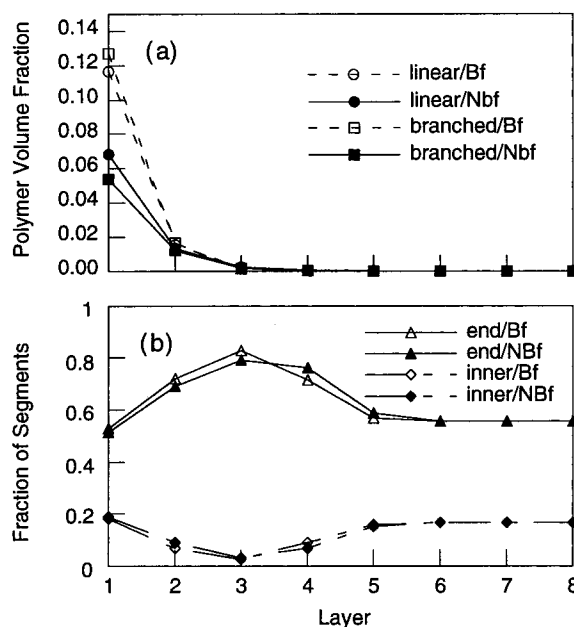 Polymer Volume Fraction
0.14
0.12
0.10
0.08
0.06
0.04
0.02
0.00
(a)
linear/Bf
linear/Nbf
branched/Bf
branched/Nbf
Fraction of Segments
1
0.8
0.6
0.4
0.2
0
(b)
end/Bf
end/NBf
inner/Bf
inner/NBf
1 2 3 4 5 6 7 8
Layer